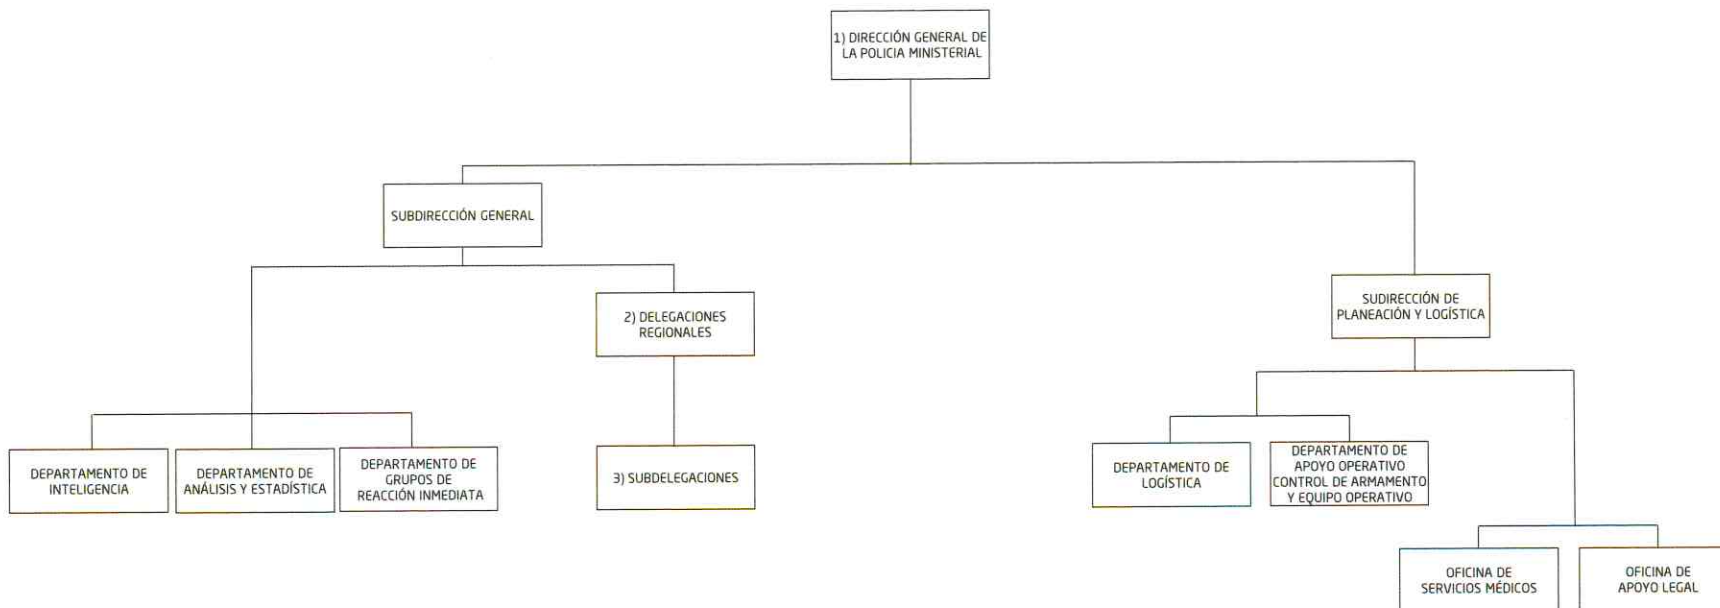 1) DIRECCIÓN GENERAL DE
LA POLICIA MINISTERIAL
SUBDIRECCIÓN GENERAL
2) DELEGACIONES
REGIONALES
SUDIRECCIÓN DE
PLANEACIÓN Y LOGÍSTICA
DEPARTAMENTO DE
INTELIGENCIA
DEPARTAMENTO DE
ANÁLISIS Y ESTADÍSTICA
DEPARTAMENTO DE
GRUPOS DE
REACCIÓN INMEDIATA
3) SUBDELEGACIONES
DEPARTAMENTO DE
LOGÍSTICA
DEPARTAMENTO DE
APOYO OPERATIVO
CONTROL DE ARMAMENTO
Y EQUIPO OPERATIVO
OFICINA DE
SERVICIOS MÉDICOS
OFICINA DE
APOYO LEGAL